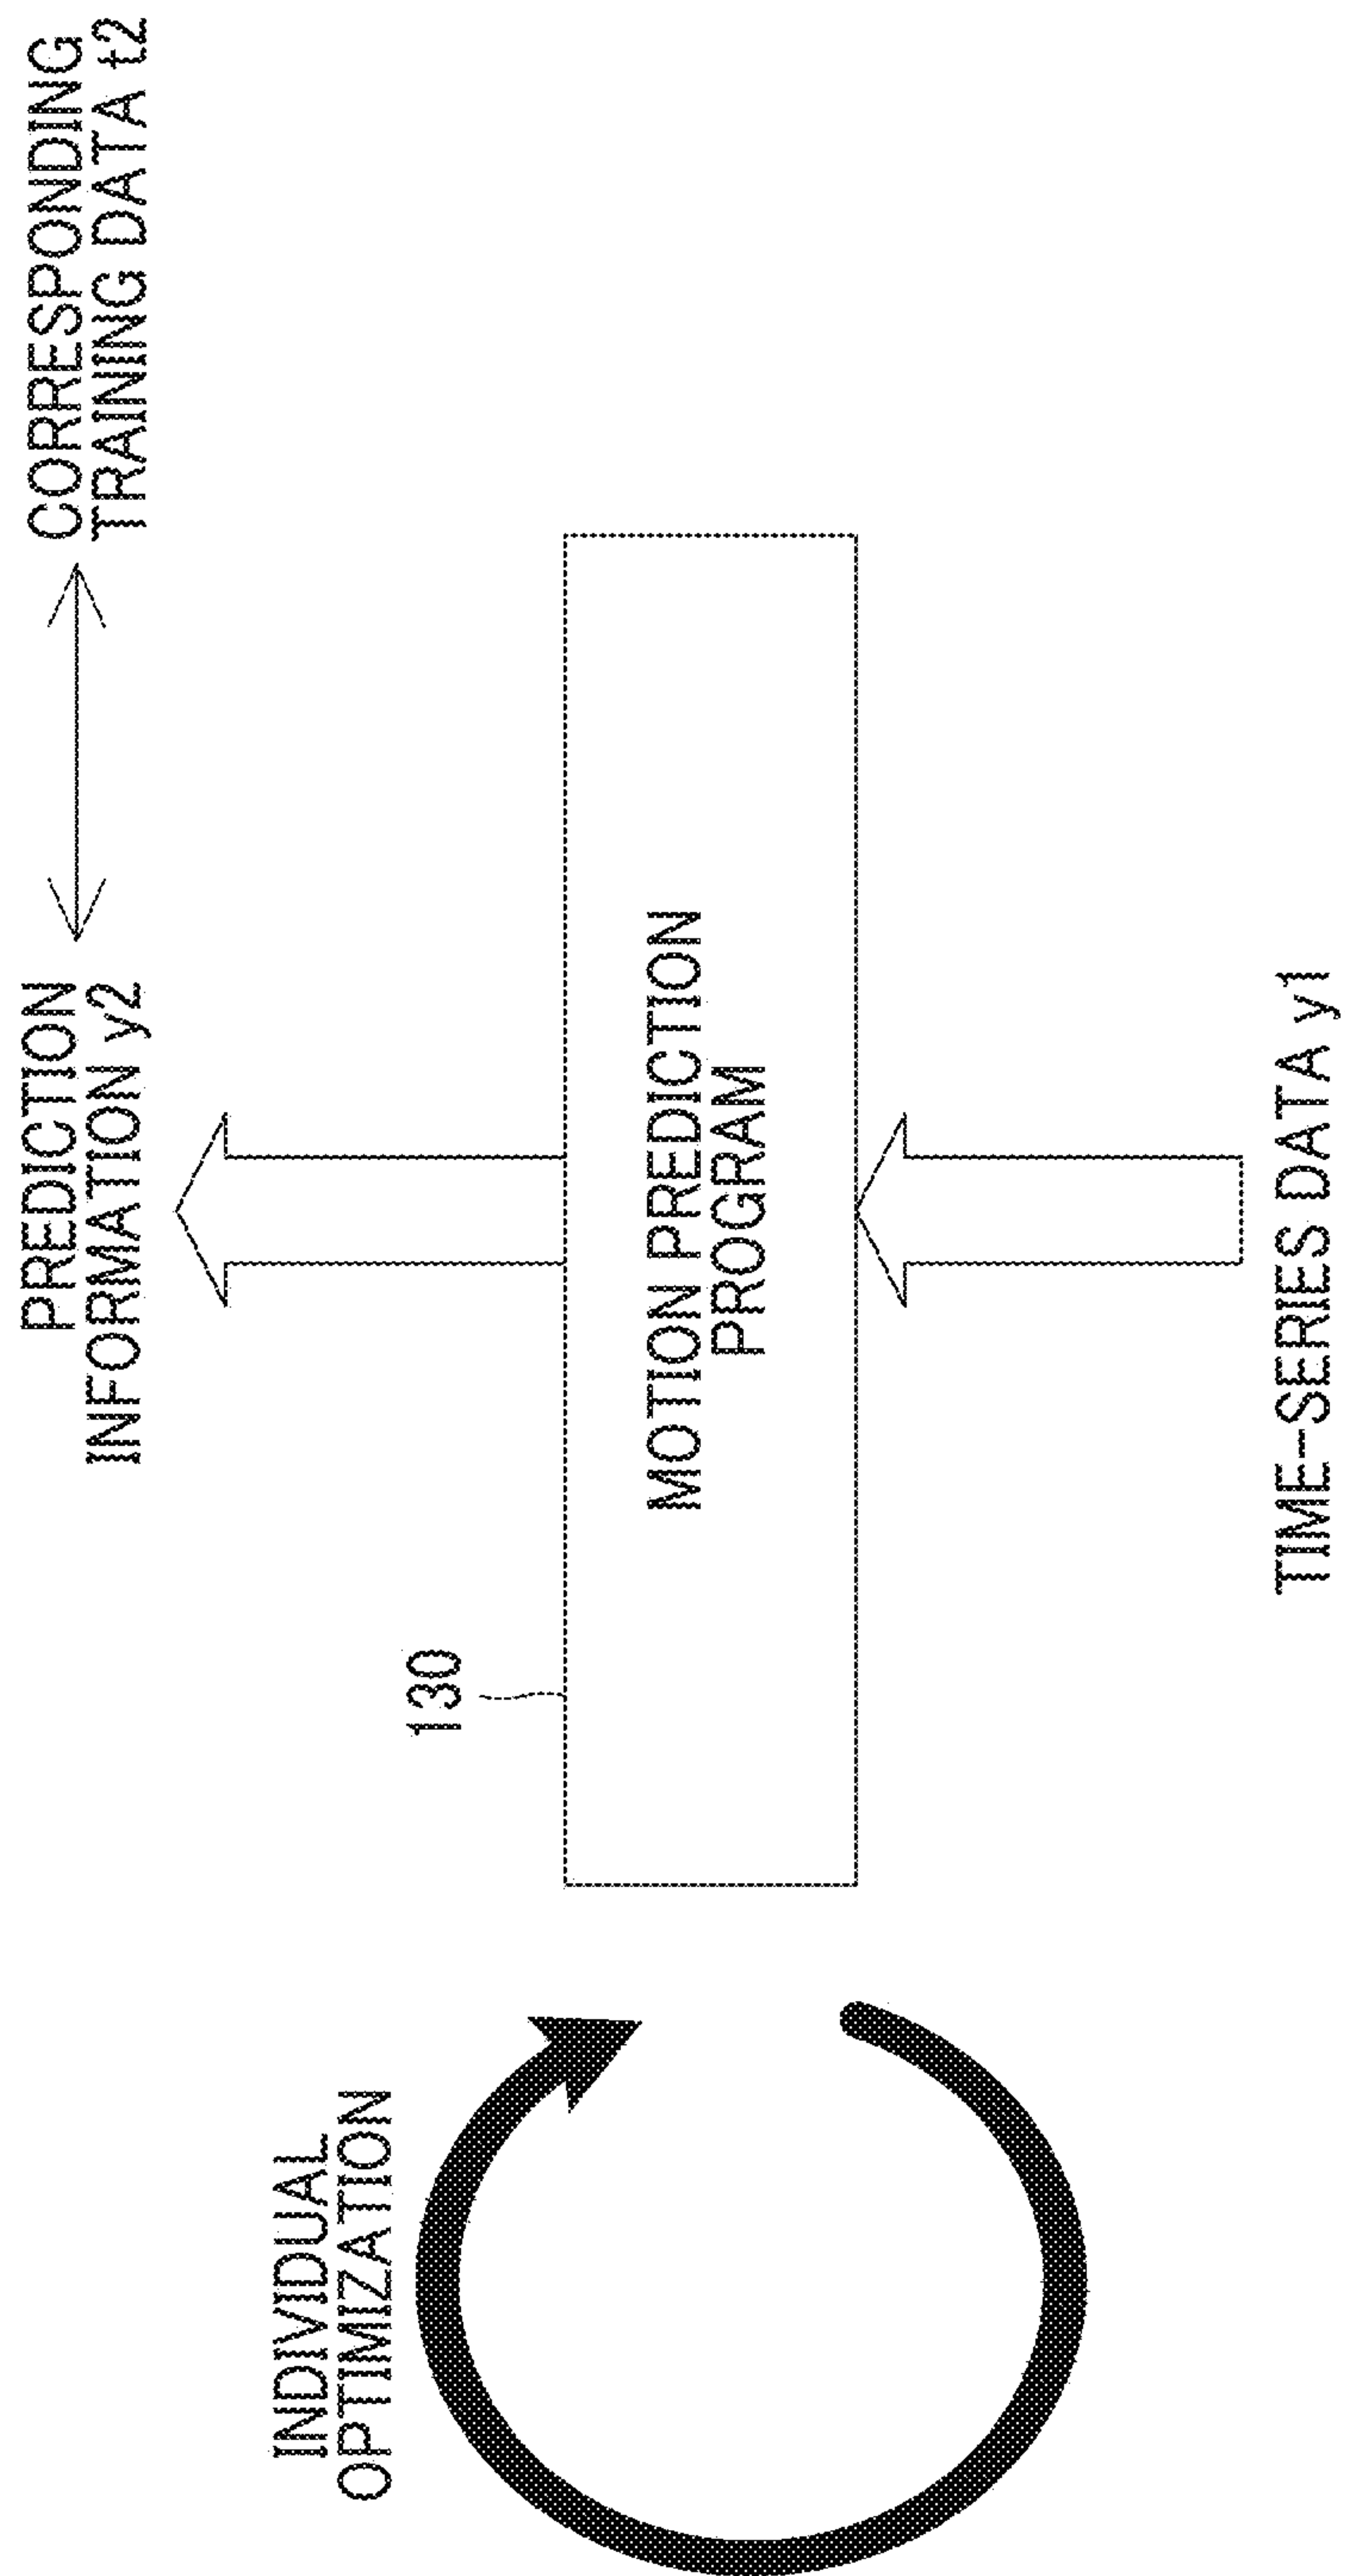 PREDICTION
INFORMATION y2
CORRESPONDING
TRAINING DATA t2
INDIVIDUAL
OPTIMIZATION
130
MOTION PREDICTION
PROGRAM
TIME-SERIES DATA y1